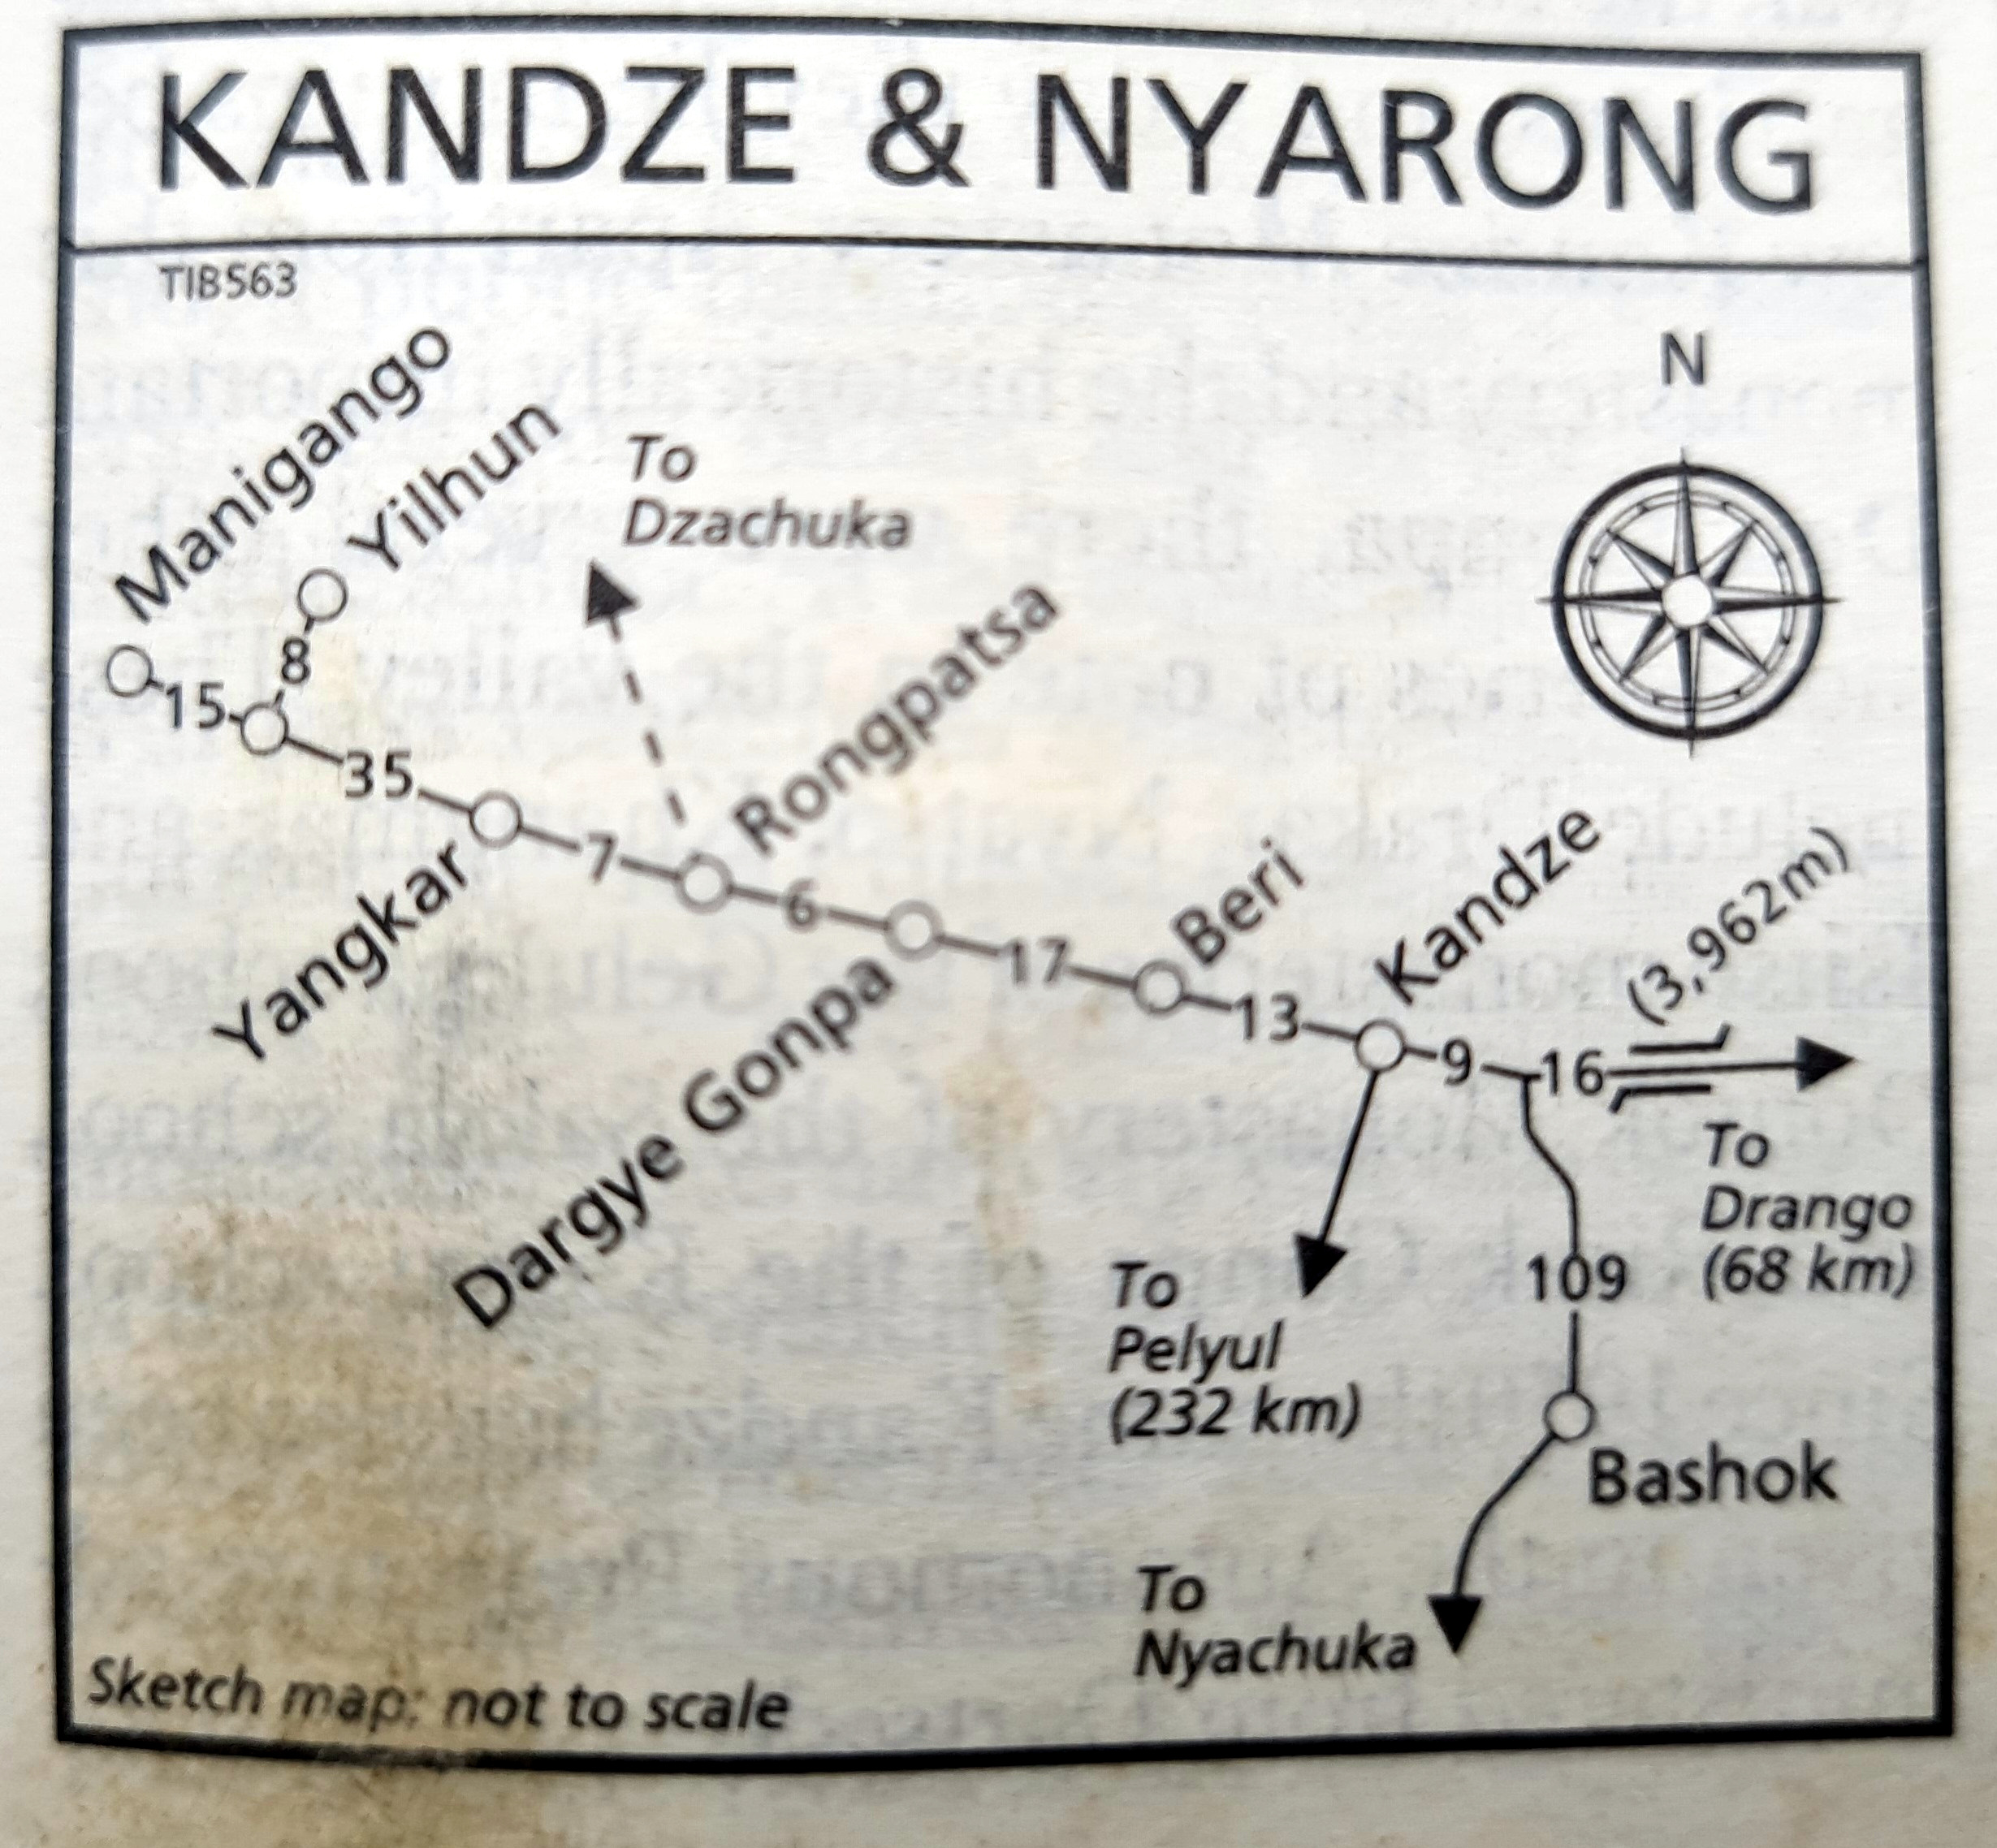 KANDZE & NYARONG
TIB563
N
Manigango
Yilhun
To
Dzachuka
8
15
35
Rongpatsa
7
Yangkar
6
Beri
Kandze
(3,962m)
17
Dargye Gonpa
13
9
16
To
Drango
(68 km)
To
Pelyul
(232 km)
109
Bashok
To
Nyachuka
Sketch map: not to scale